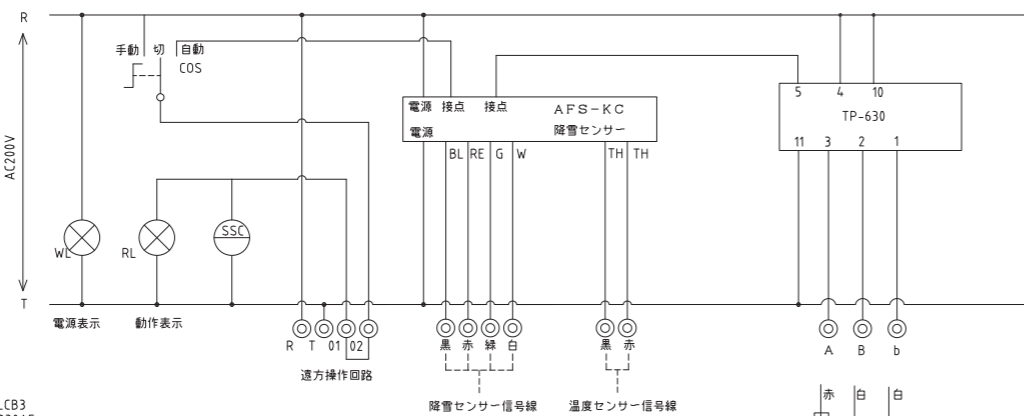 R
手動 切 自動
COS
電源 接点 接点 AFS-KC
電源 降雪センサー
BL RE G W TH TH
5 4 10
TP-630
11 3 2 1
AC200V
WL RL SSC
T
電源表示 動作表示
R T 01 02
黒 赤 緑 白
黒 赤
A B b
遠方操作回路
降雪センサー信号線 温度センサー信号線
赤 白 白
LCB3